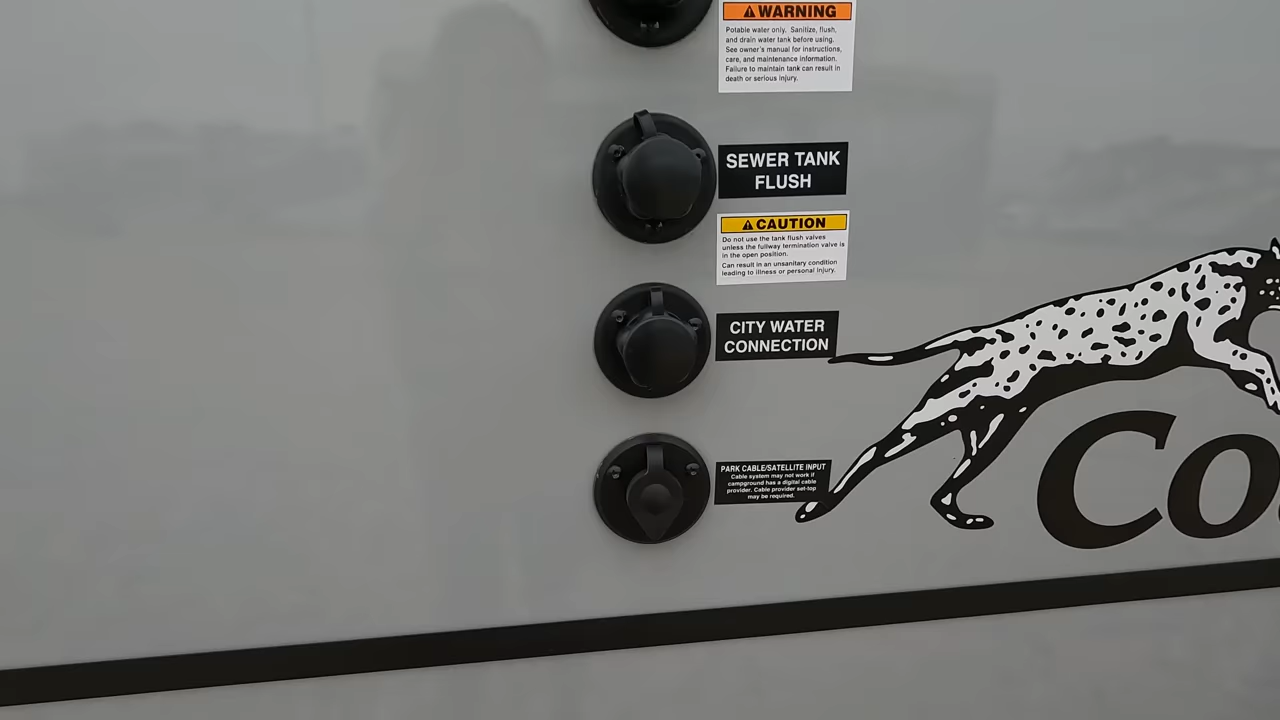 WARNING
Potable water only. Sanitize, flush,
and drain water tank before using.
See owner's manual for instructions,
care, and maintenance information.
Failure to maintain tank can result in
death or serious injury.
SEWER TANK
FLUSH
CAUTION
Do not use the tank flush valves
unless the fullway termination valve is
in the open position.
Can result in an unsanitary condition
leading to illness or personal injury.
CITY WATER
CONNECTION
PARK CABLE/SATELLITE INPUT
Cable system may not work if
campground has a digital cable
provider. Cable provider set-top
may be required.
Co